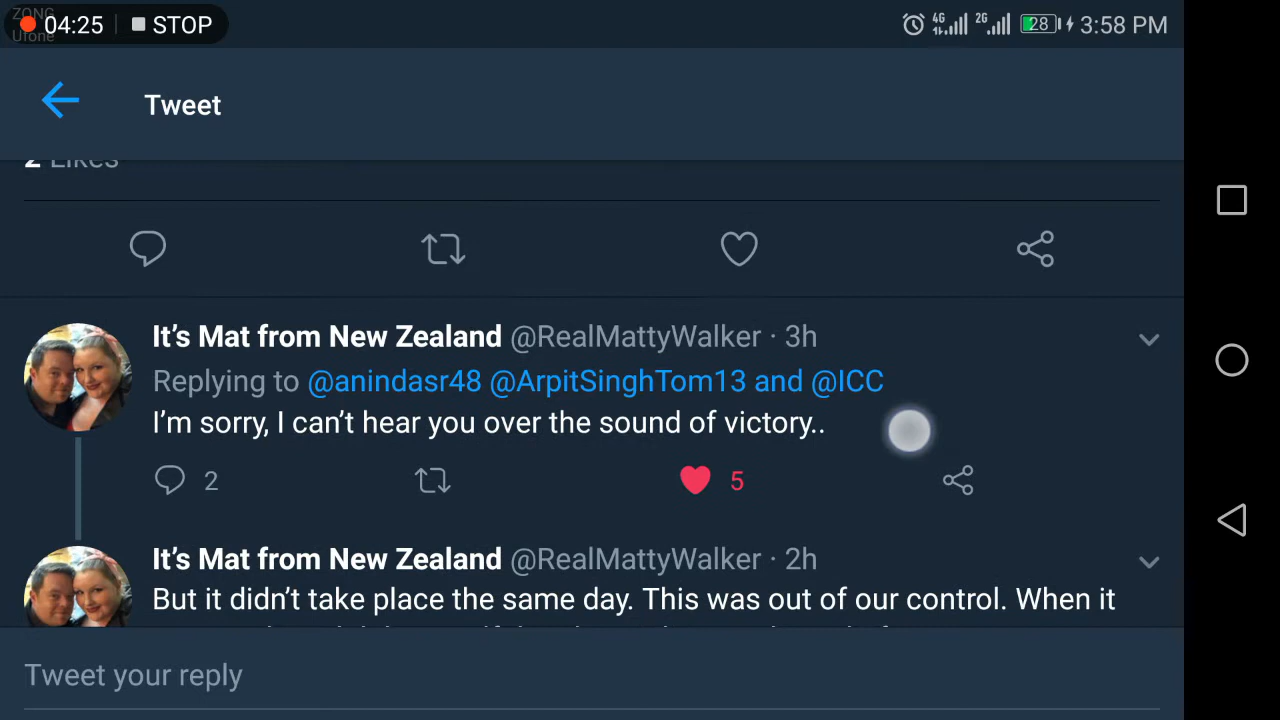 ZONG
Ufone
04:25 STOP
4G 2G 28 3:58 PM
Tweet
2 Likes
It’s Mat from New Zealand @RealMattyWalker · 3h
Replying to @anindasr48 @ArpitSinghTom13 and @ICC
I’m sorry, I can’t hear you over the sound of victory..
2 5
It’s Mat from New Zealand @RealMattyWalker · 2h
But it didn’t take place the same day. This was out of our control. When it
Tweet your reply